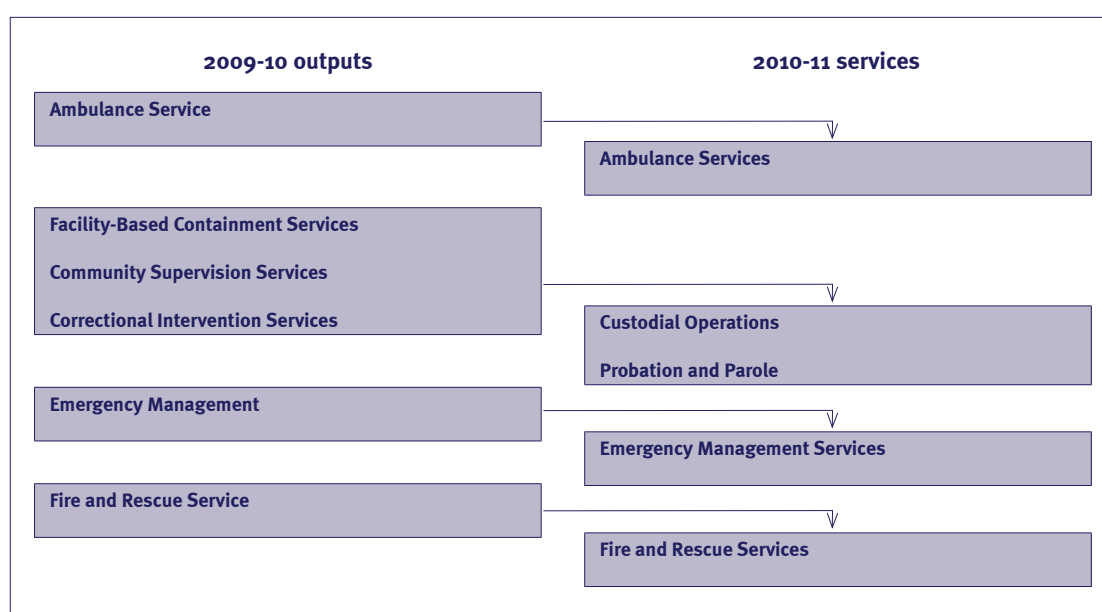 2009-10 outputs
2010-11 services
Ambulance Service
Ambulance Services
Facility-Based Containment Services
Community Supervision Services
Correctional Intervention Services
Custodial Operations
Probation and Parole
Emergency Management
Emergency Management Services
Fire and Rescue Service
Fire and Rescue Services